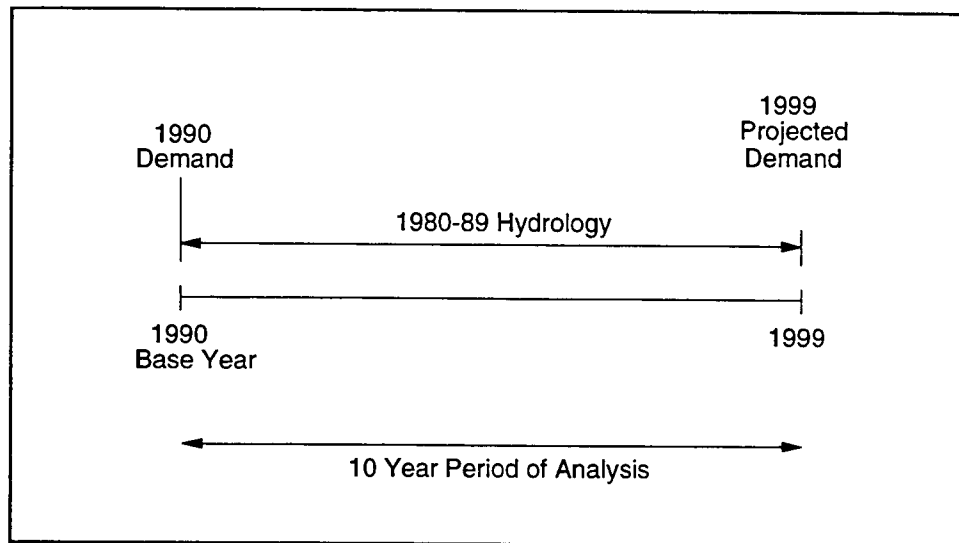 1990
Demand
1999
Projected
Demand
1980-89 Hydrology
1990
Base Year
1999
10 Year Period of Analysis